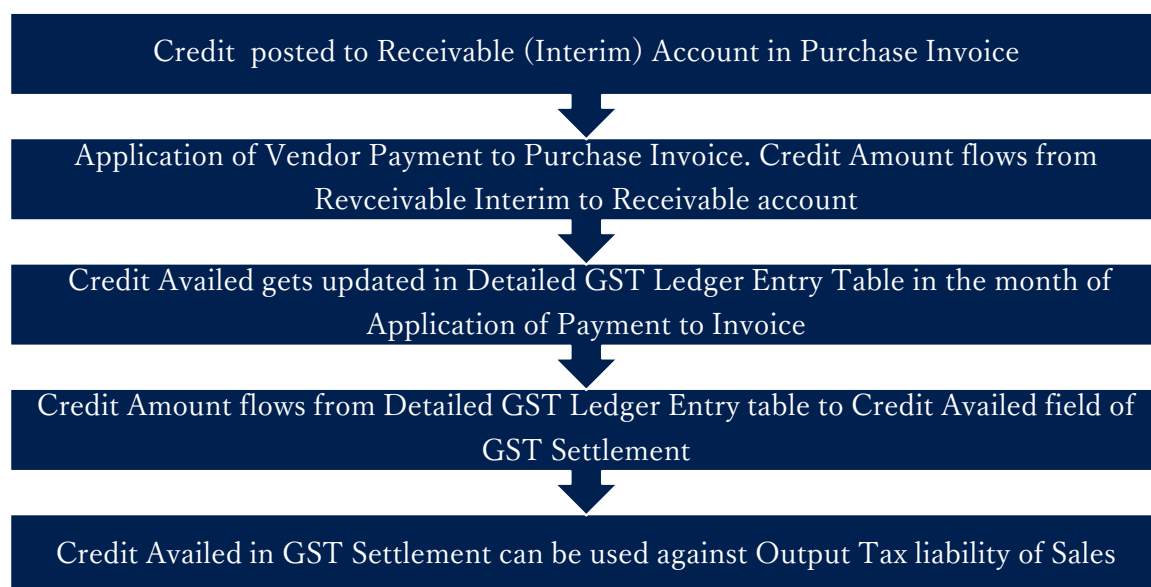 Credit  posted to Receivable (Interim) Account in Purchase Invoice
Application of Vendor Payment to Purchase Invoice. Credit Amount flows from
Revceivable Interim to Receivable account
Credit Availed gets updated in Detailed GST Ledger Entry Table in the month of
Application of Payment to Invoice
Credit Amount flows from Detailed GST Ledger Entry table to Credit Availed field of
GST Settlement
Credit Availed in GST Settlement can be used against Output Tax liability of Sales